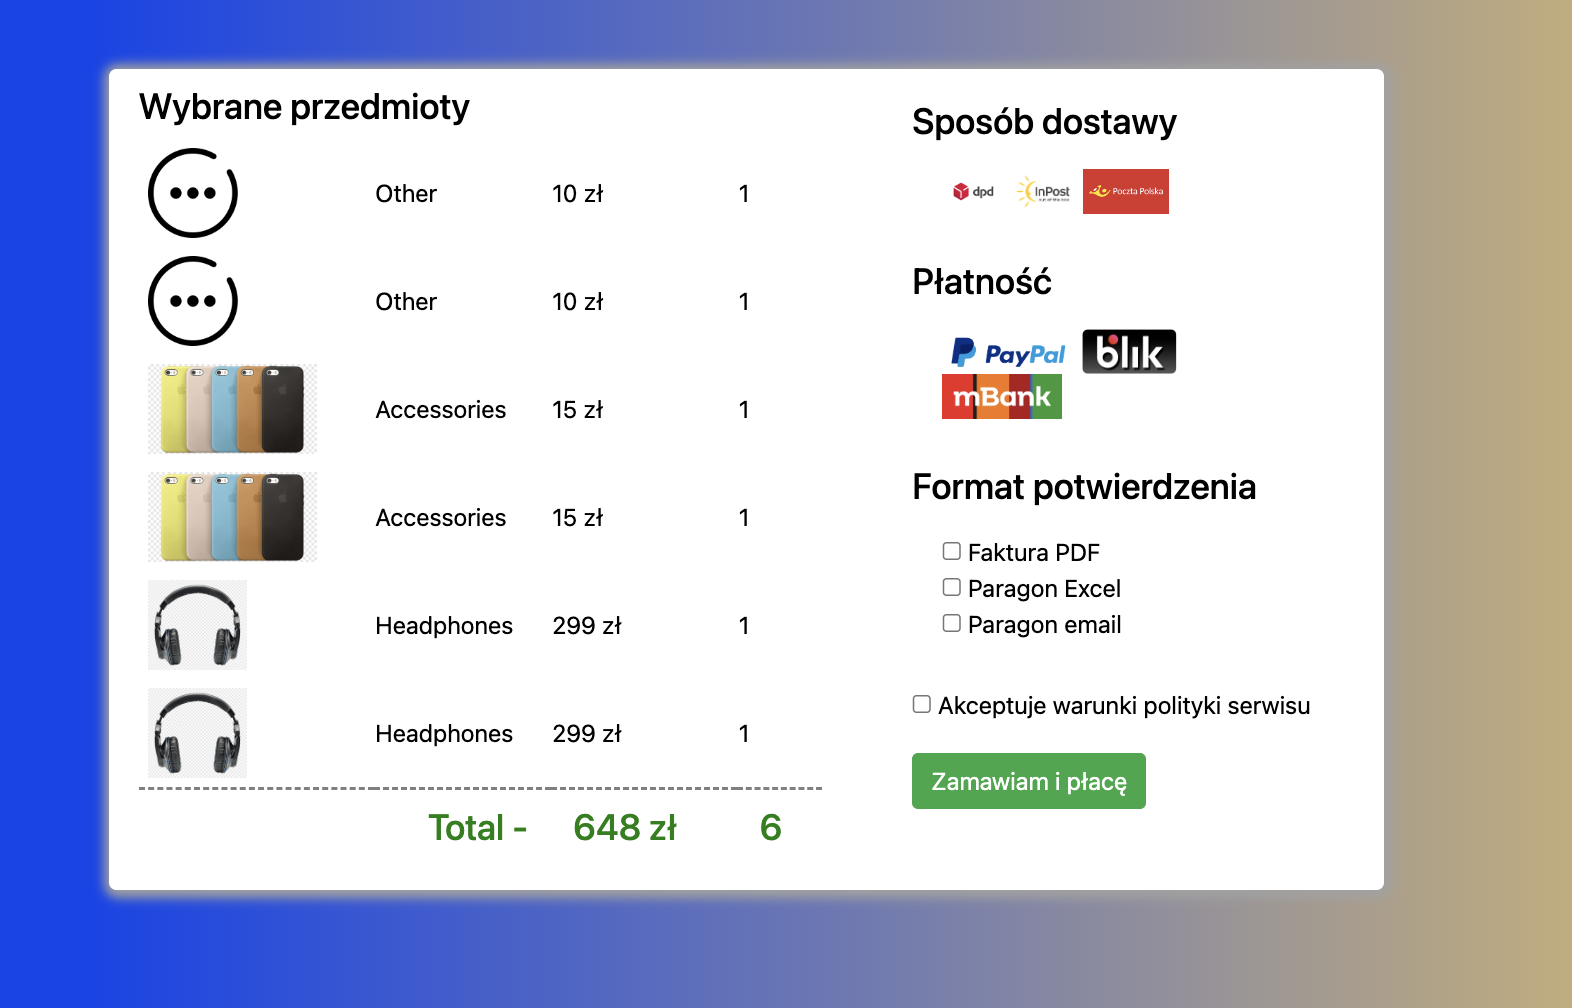 Wybrane przedmioty
Other 10 zł 1
Other 10 zł 1
Accessories 15 zł 1
Accessories 15 zł 1
Headphones 299 zł 1
Headphones 299 zł 1
Total - 648 zł 6
Sposób dostawy
dpd InPost Poczta Polska
Płatność
PayPal blik
mBank
Format potwierdzenia
Faktura PDF
Paragon Excel
Paragon email
Akceptuje warunki polityki serwisu
Zamawiam i płacę